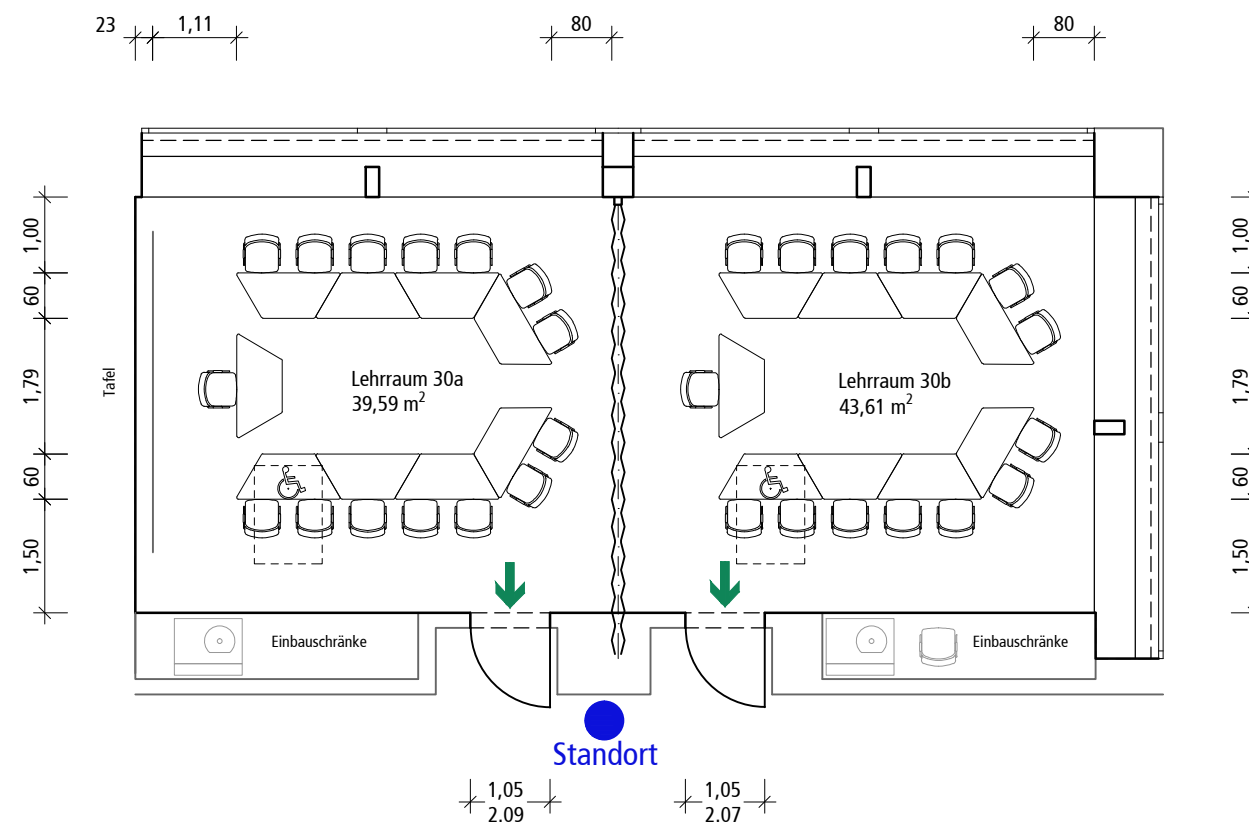 23 1,11 80 80
1,00
60
1,79
60
1,50
Tafel
Lehrraum 30a
39,59 m²
Lehrraum 30b
43,61 m²
1,00
60
1,79
60
1,50
Einbauschränke
Einbauschränke
Standort
1,05
2,09
1,05
2,07